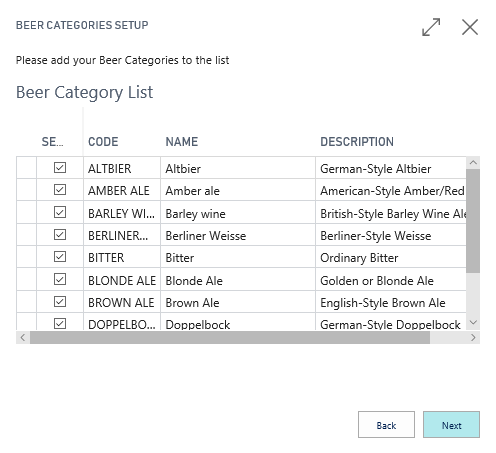 BEER CATEGORIES SETUP
Please add your Beer Categories to the list
Beer Category List
SE... CODE NAME DESCRIPTION
ALTBIER Altbier German-Style Altbier
AMBER ALE Amber ale American-Style Amber/Red
BARLEY WI... Barley wine British-Style Barley Wine Ale
BERLINER... Berliner Weisse Berliner-Style Weisse
BITTER Bitter Ordinary Bitter
BLONDE ALE Blonde Ale Golden or Blonde Ale
BROWN ALE Brown Ale English-Style Brown Ale
DOPPELBO... Doppelbock German-Style Doppelbock
Back Next